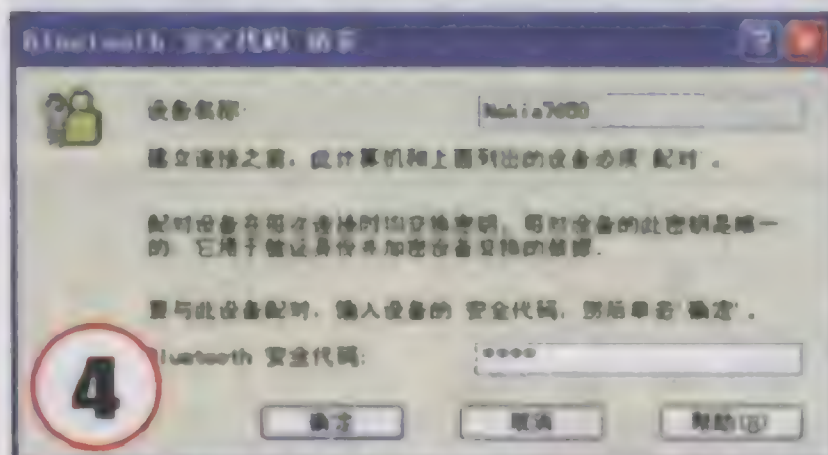 Bluetooth 安全代码 请求
设备名称:
Nokia7650
建立连接之前，此计算机和上面列出的设备必须 配对 。
配对设备在每次连接时均交换密钥，每对设备的此密钥是唯一
的 它用于验证身份并加密设备交换的数据.
要与此设备配对，输入设备的 安全代码，然后单击 '确定' .
Bluetooth 安全代码:
****
4
确定
取消
帮助(H)